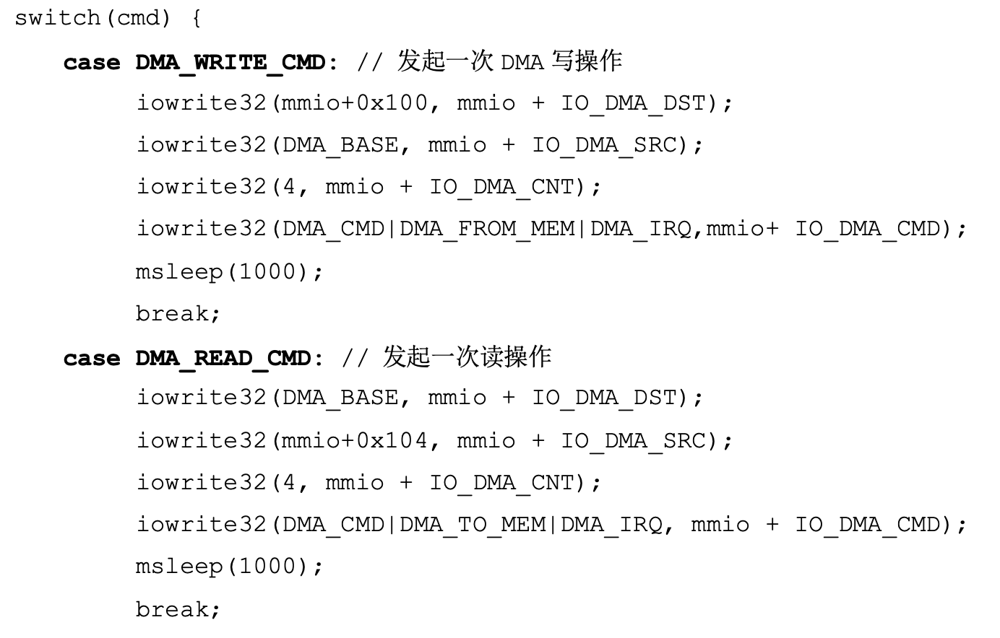 switch(cmd) {
case DMA_WRITE_CMD: // 发起一次 DMA 写操作
iowrite32(mmio+0x100, mmio + IO_DMA_DST);
iowrite32(DMA_BASE, mmio + IO_DMA_SRC);
iowrite32(4, mmio + IO_DMA_CNT);
iowrite32(DMA_CMD|DMA_FROM_MEM|DMA_IRQ,mmio+ IO_DMA_CMD);
msleep(1000);
break;
case DMA_READ_CMD: // 发起一次读操作
iowrite32(DMA_BASE, mmio + IO_DMA_DST);
iowrite32(mmio+0x104, mmio + IO_DMA_SRC);
iowrite32(4, mmio + IO_DMA_CNT);
iowrite32(DMA_CMD|DMA_TO_MEM|DMA_IRQ, mmio + IO_DMA_CMD);
msleep(1000);
break;